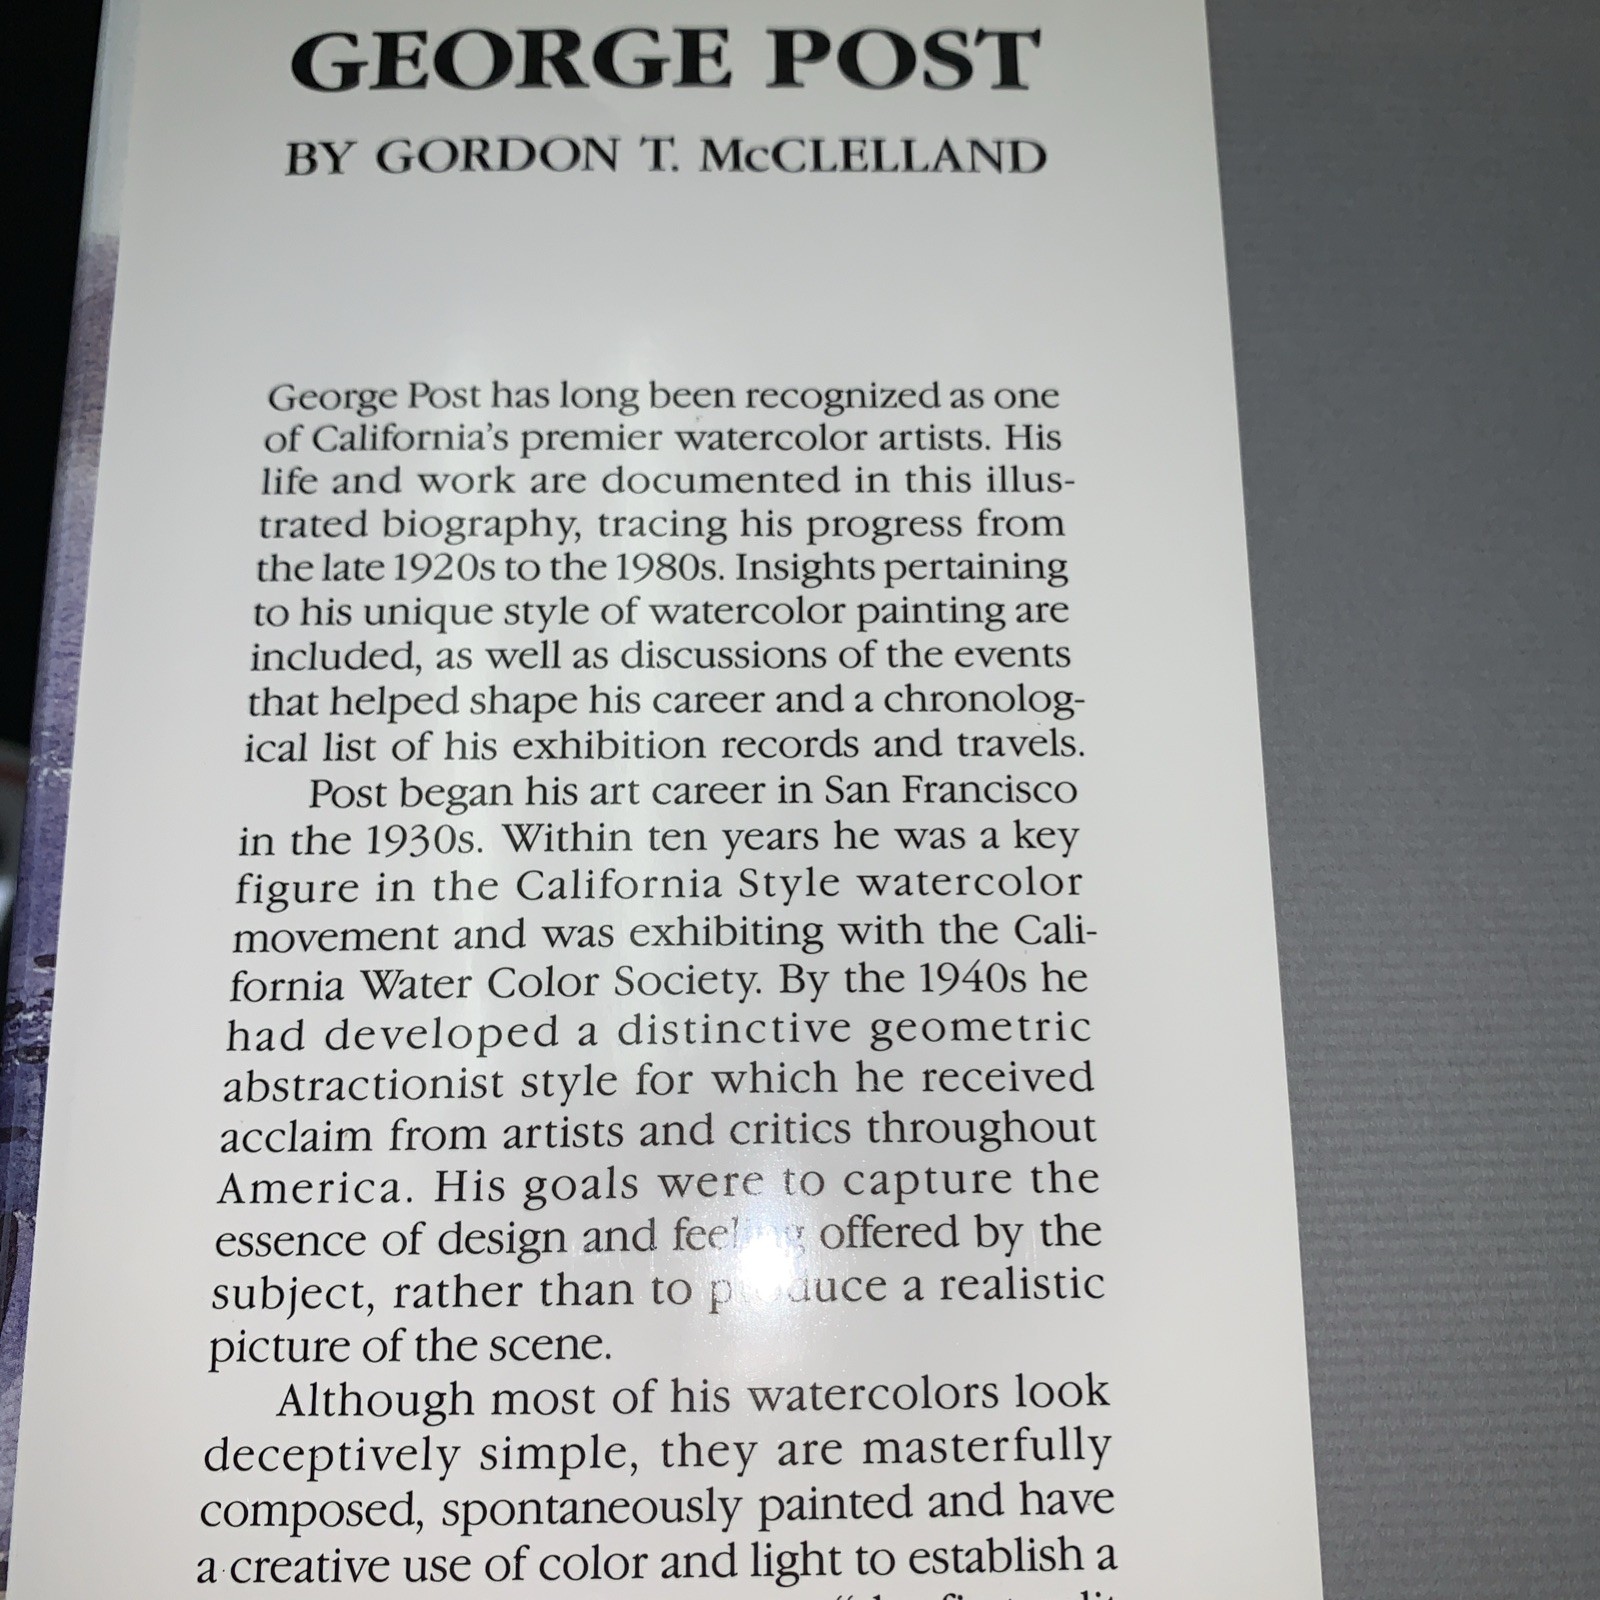 GEORGE POST
BY GORDON T. McCLELLAND
George Post has long been recognized as one
of California's premier watercolor artists. His
life and work are documented in this illus-
trated biography, tracing his progress from
the late 1920s to the 1980s. Insights pertaining
to his unique style of watercolor painting are
included, as well as discussions of the events
that helped shape his career and a chronolog-
ical list of his exhibition records and travels.
Post began his art career in San Francisco
in the 1930s. Within ten years he was a key
figure in the California Style watercolor
movement and was exhibiting with the Cali-
fornia Water Color Society. By the 1940s he
had developed a distinctive geometric
abstractionist style for which he received
acclaim from artists and critics throughout
America. His goals were to capture the
essence of design and feeling offered by the
subject, rather than to produce a realistic
picture of the scene.
Although most of his watercolors look
deceptively simple, they are masterfully
composed, spontaneously painted and have
a creative use of color and light to establish a